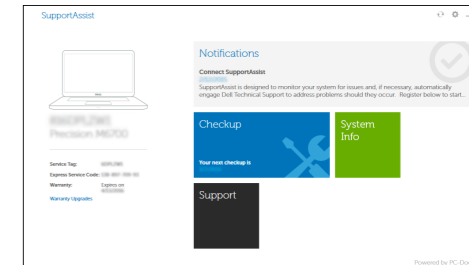 SupportAssist
Notifications
Connect SupportAssist
SupportAssist is designed to monitor your system for issues and, if necessary, automatically
engage Dell Technical Support to address problems should they occur. Register below to start...
Precision M6700
Service Tag:
Express Service Code:
Warranty: Expires on
Warranty Upgrades
Checkup
Your next checkup is
System
Info
Support
Powered by PC-Doc